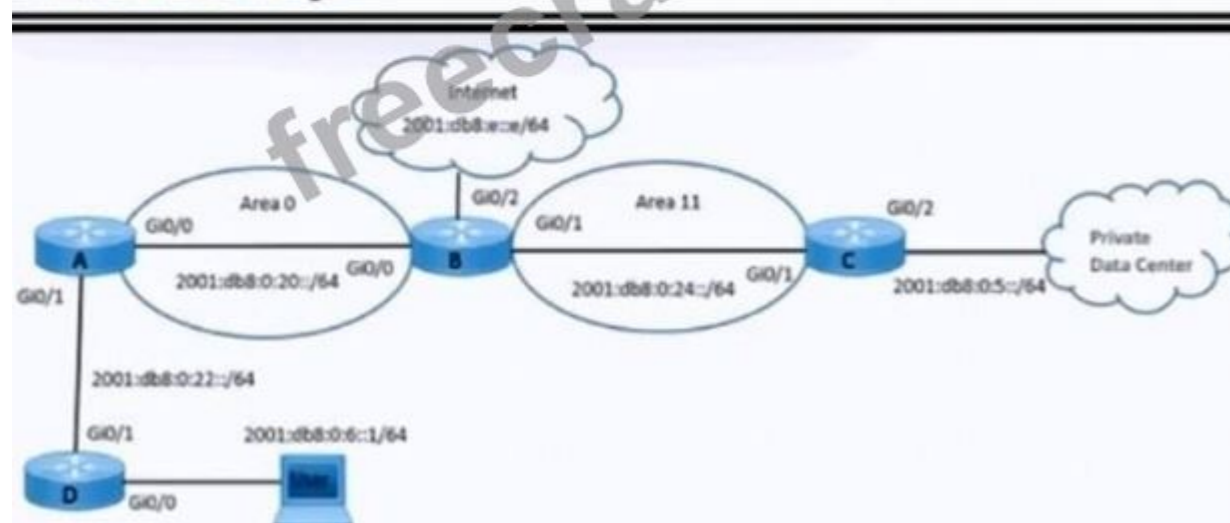 Internet
2001:db8:e::e/64
Gi0/2
Area 0
Area 11
Gi0/2
Gi0/0
Gi0/1
Private
Data Center
A
B
C
Gi0/0
Gi0/1
2001:db8:0:20::/64
2001:db8:0:24::/64
2001:db8:0:5::/64
Gi0/1
2001:db8:0:22::/64
Gi0/1
2001:db8:0:6::1/64
D
User
Gi0/0